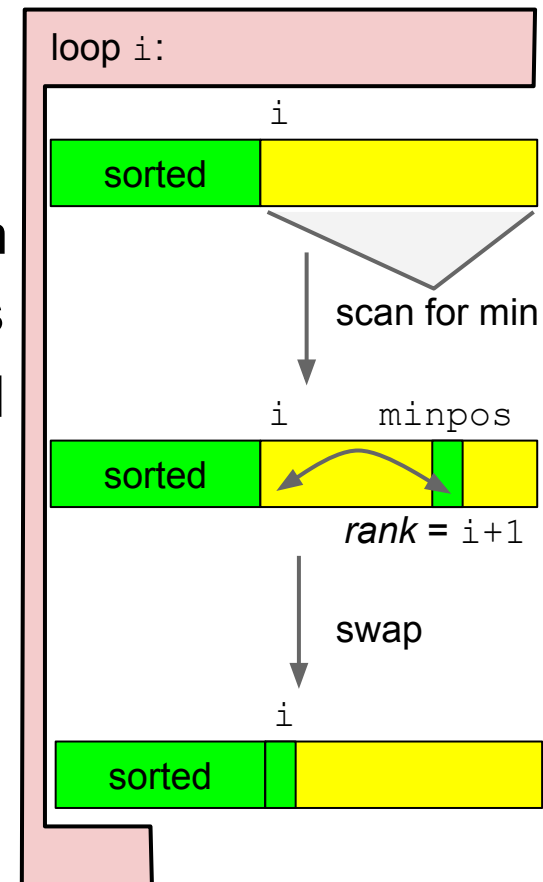 loop i:
i
sorted
scan for min
i minpos
sorted
rank = i+1
swap
i
sorted